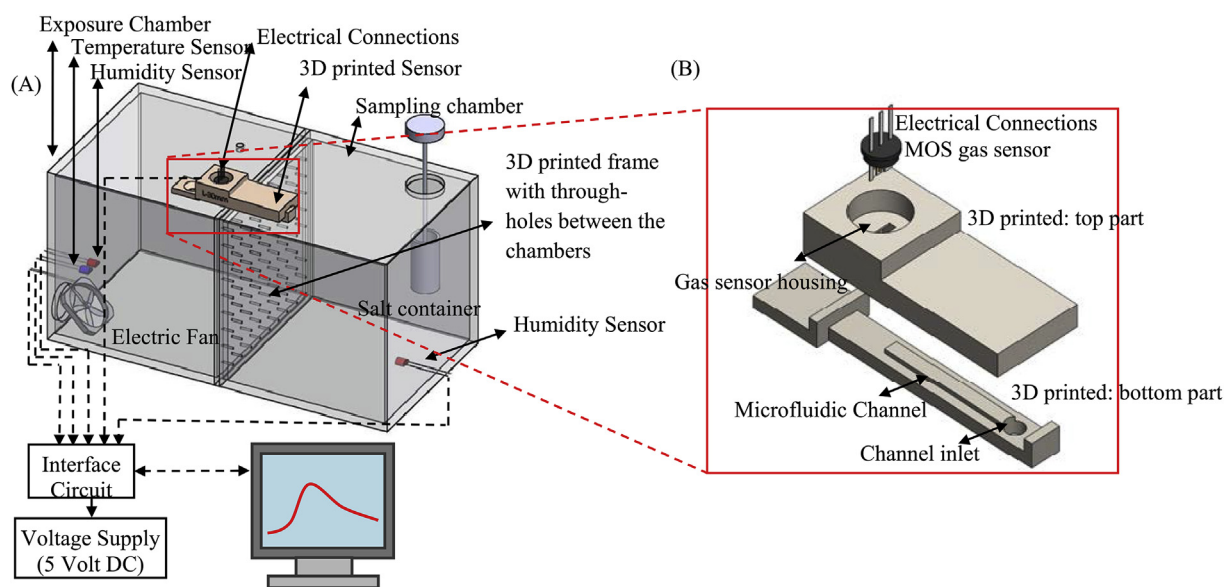 Exposure Chamber
Temperature Sensor
Humidity Sensor
(A)
Electrical Connections
3D printed Sensor
Sampling chamber
3D printed frame
with through-
holes between the
chambers
Salt container
Humidity Sensor
Electric Fan
Interface
Circuit
Voltage Supply
(5 Volt DC)
(B)
Electrical Connections
MOS gas sensor
3D printed: top part
Gas sensor housing
3D printed: bottom part
Microfluidic Channel
Channel inlet